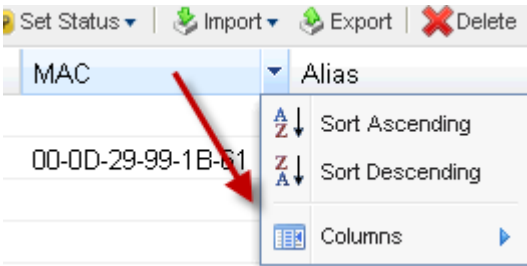 Set Status Import Export Delete
MAC Alias
A Z Sort Ascending
00-0D-29-99-1B-61
Z A Sort Descending
Columns